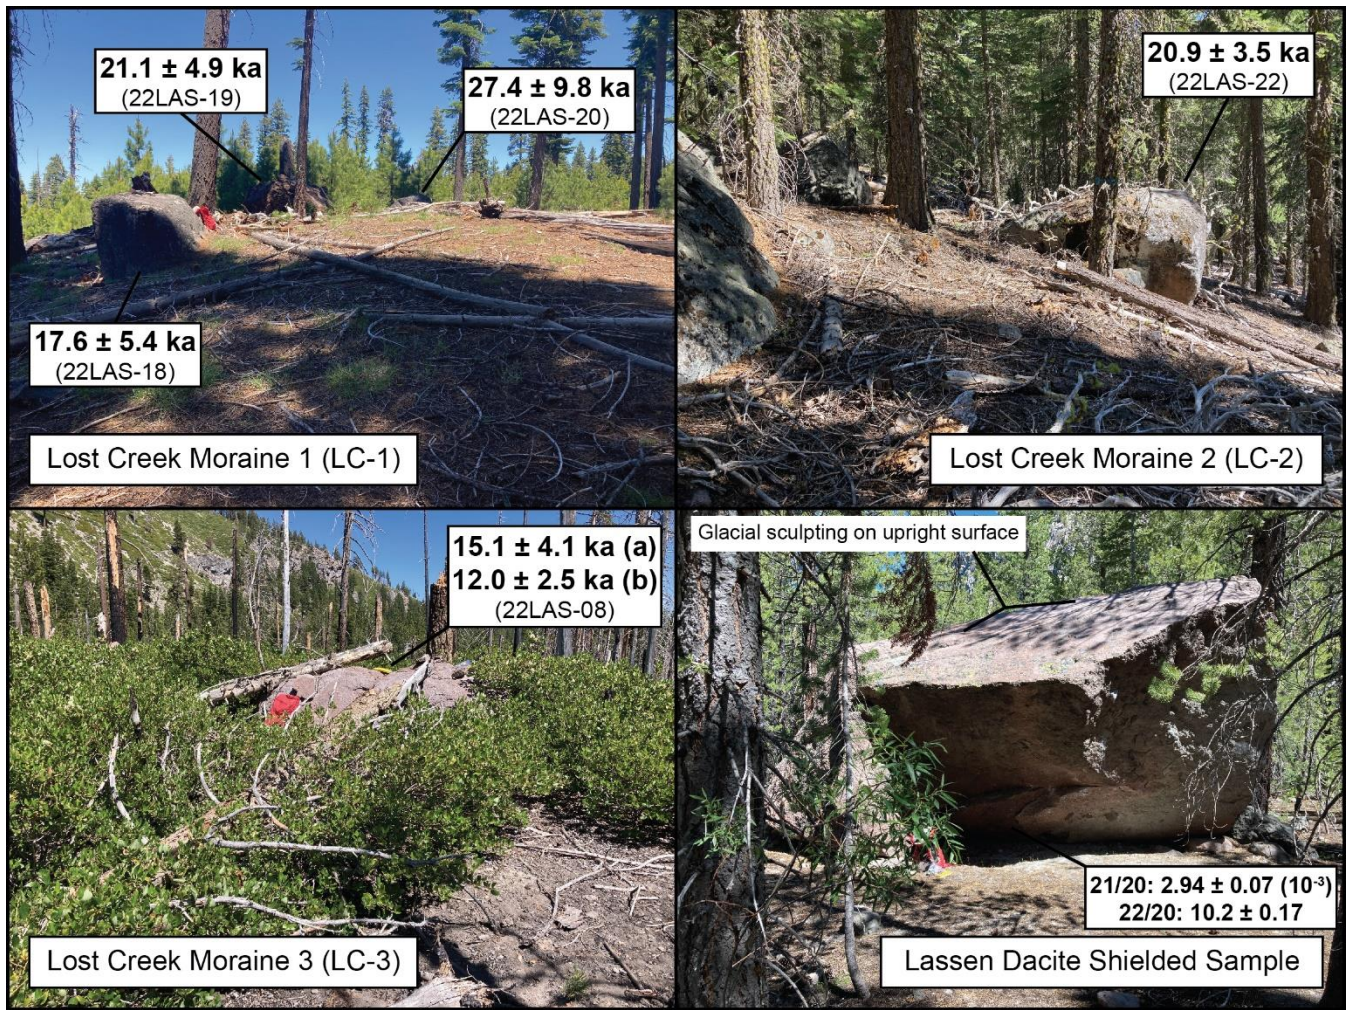 21.1 ± 4.9 ka
(22LAS-19)
27.4 ± 9.8 ka
(22LAS-20)
17.6 ± 5.4 ka
(22LAS-18)
Lost Creek Moraine 1 (LC-1)
20.9 ± 3.5 ka
(22LAS-22)
Lost Creek Moraine 2 (LC-2)
15.1 ± 4.1 ka (a)
12.0 ± 2.5 ka (b)
(22LAS-08)
Lost Creek Moraine 3 (LC-3)
Glacial sculpting on upright surface
21/20: 2.94 ± 0.07 (10⁻³)
22/20: 10.2 ± 0.17
Lassen Dacite Shielded Sample